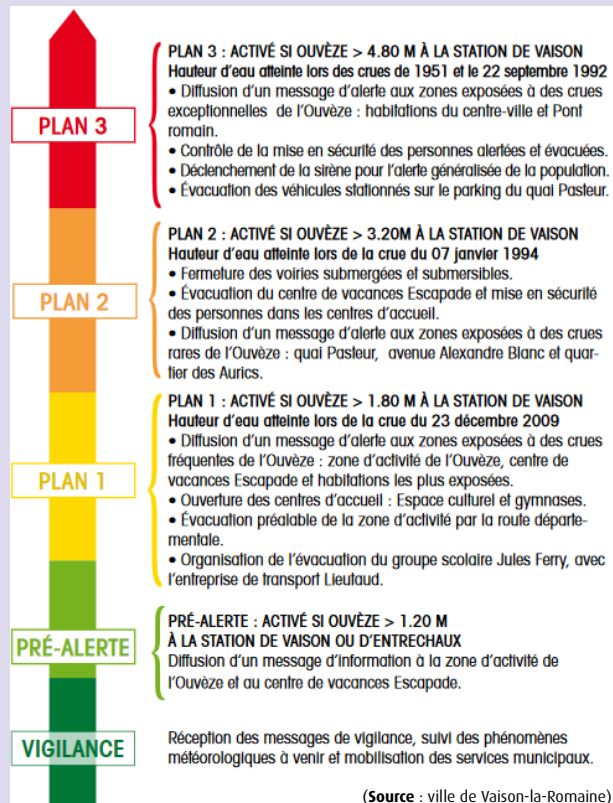 PLAN 3 : ACTIVÉ SI OUVÈZE > 4.80 M À LA STATION DE VAISON
Hauteur d'eau atteinte lors des crues de 1951 et le 22 septembre 1992
• Diffusion d'un message d'alerte aux zones exposées à des crues
exceptionnelles de l'Ouvèze : habitations du centre-ville et Pont
romain.
• Contrôle de la mise en sécurité des personnes alertées et évacuées.
• Déclenchement de la sirène pour l'alerte généralisée de la population.
• Évacuation des véhicules stationnés sur le parking du quai Pasteur.
PLAN 3
PLAN 2 : ACTIVÉ SI OUVÈZE > 3.20M À LA STATION DE VAISON
Hauteur d'eau atteinte lors de la crue du 07 janvier 1994
• Fermeture des voiries submergées et submersibles.
• Évacuation du centre de vacances Escapade et mise en sécurité
des personnes dans les centres d'accueil.
• Diffusion d'un message d'alerte aux zones exposées à des crues
rares de l'Ouvèze : quai Pasteur, avenue Alexandre Blanc et quar-
tier des Aurics.
PLAN 2
PLAN 1 : ACTIVÉ SI OUVÈZE > 1.80 M À LA STATION DE VAISON
Hauteur d'eau atteinte lors de la crue du 23 décembre 2009
• Diffusion d'un message d'alerte aux zones exposées à des crues
fréquentes de l'Ouvèze : zone d'activité de l'Ouvèze, centre de
vacances Escapade et habitations les plus exposées.
• Ouverture des centres d'accueil : Espace culturel et gymnases.
• Évacuation préalable de la zone d'activité par la route départe-
mentale.
• Organisation de l'évacuation du groupe scolaire Jules Ferry, avec
l'entreprise de transport Lieutaud.
PLAN 1
PRÉ-ALERTE : ACTIVÉ SI OUVÈZE > 1.20 M
À LA STATION DE VAISON OU D'ENTRECHAUX
Diffusion d'un message d'information à la zone d'activité de
l'Ouvèze et au centre de vacances Escapade.
PRÉ-ALERTE
Réception des messages de vigilance, suivi des phénomènes
météorologiques à venir et mobilisation des services municipaux.
VIGILANCE
(Source : ville de Vaison-la-Romaine)